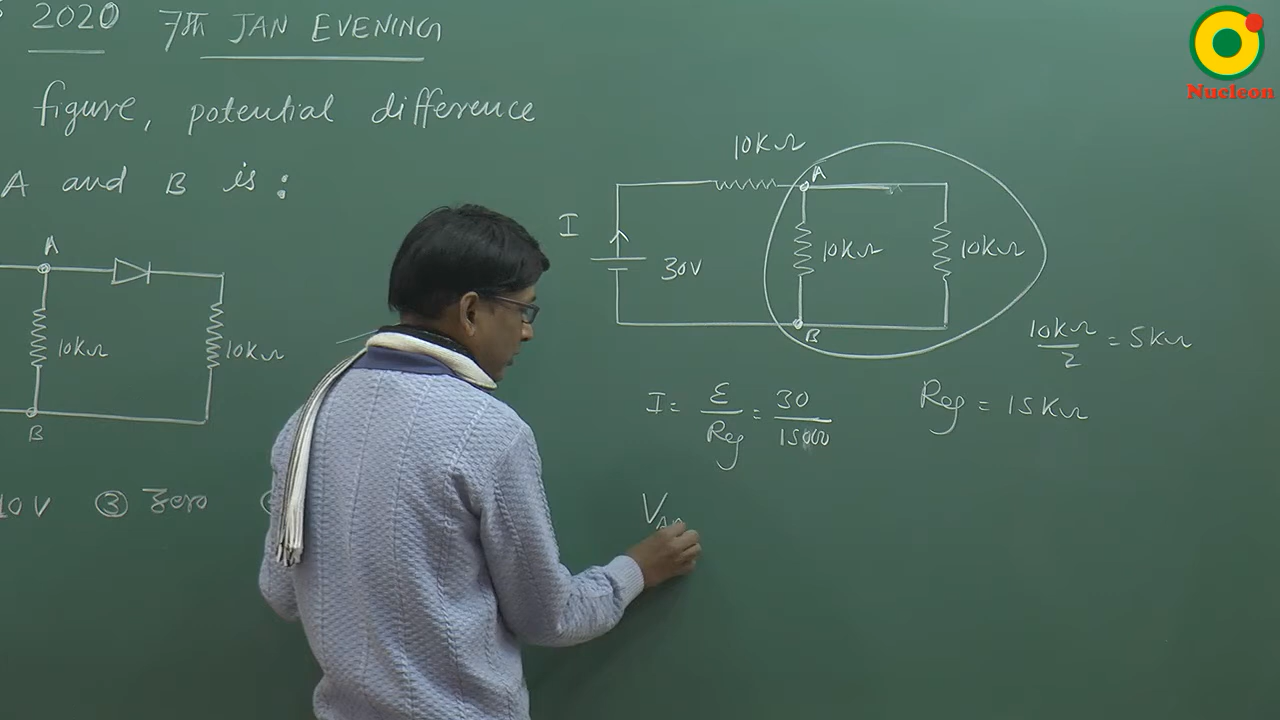 2020 7th JAN EVENING
figure, potential difference
A and B is:
A
10KΩ
10KΩ
B
10V ③ Zero
10KΩ
A
I
30V
10KΩ
10KΩ
B
10KΩ/2 = 5KΩ
I = ε/Req = 30/15000
Req = 15KΩ
V
Nucleon